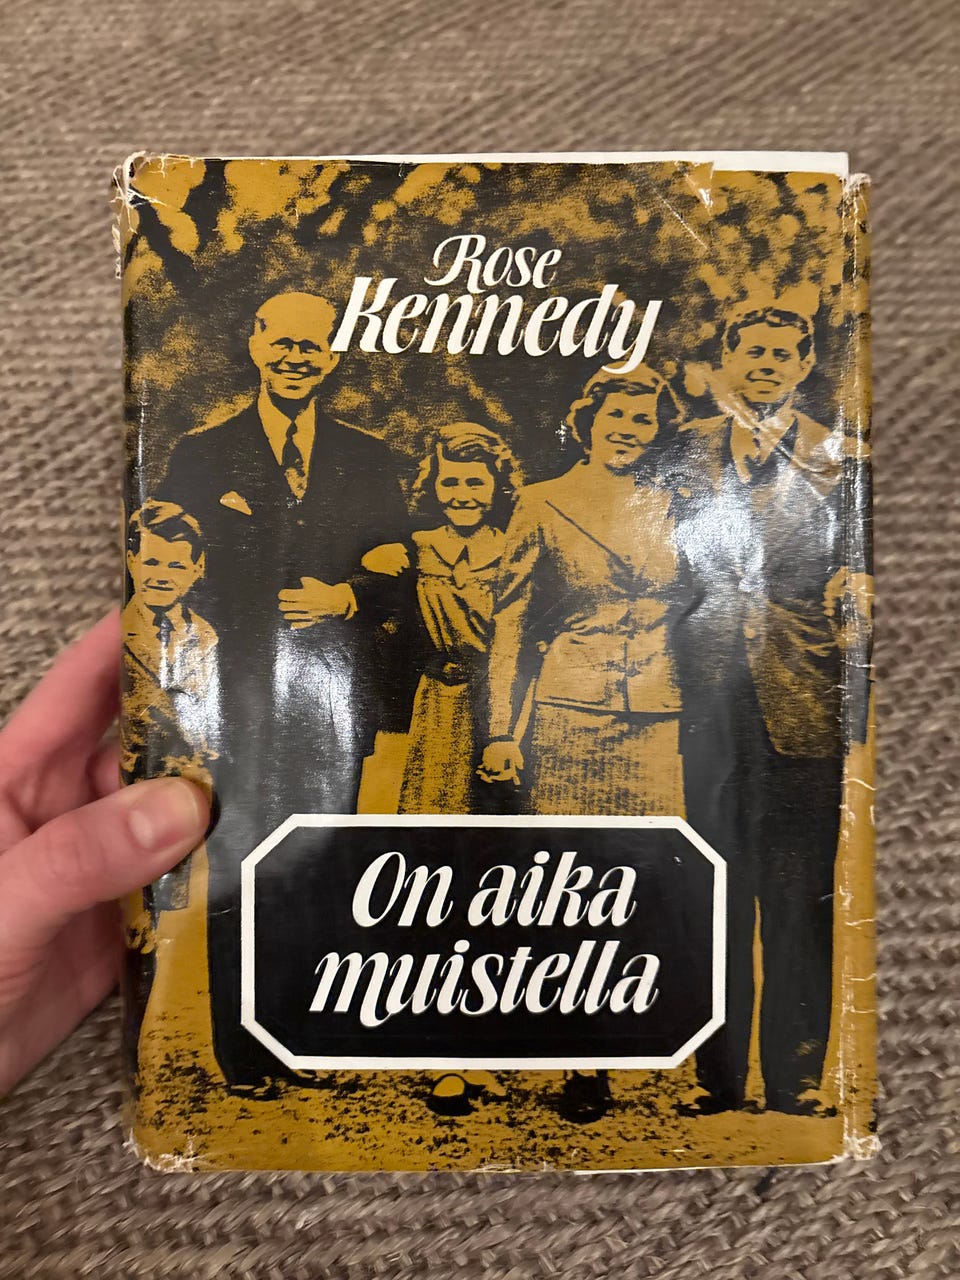 Rose
Kennedy
On aika
muistella